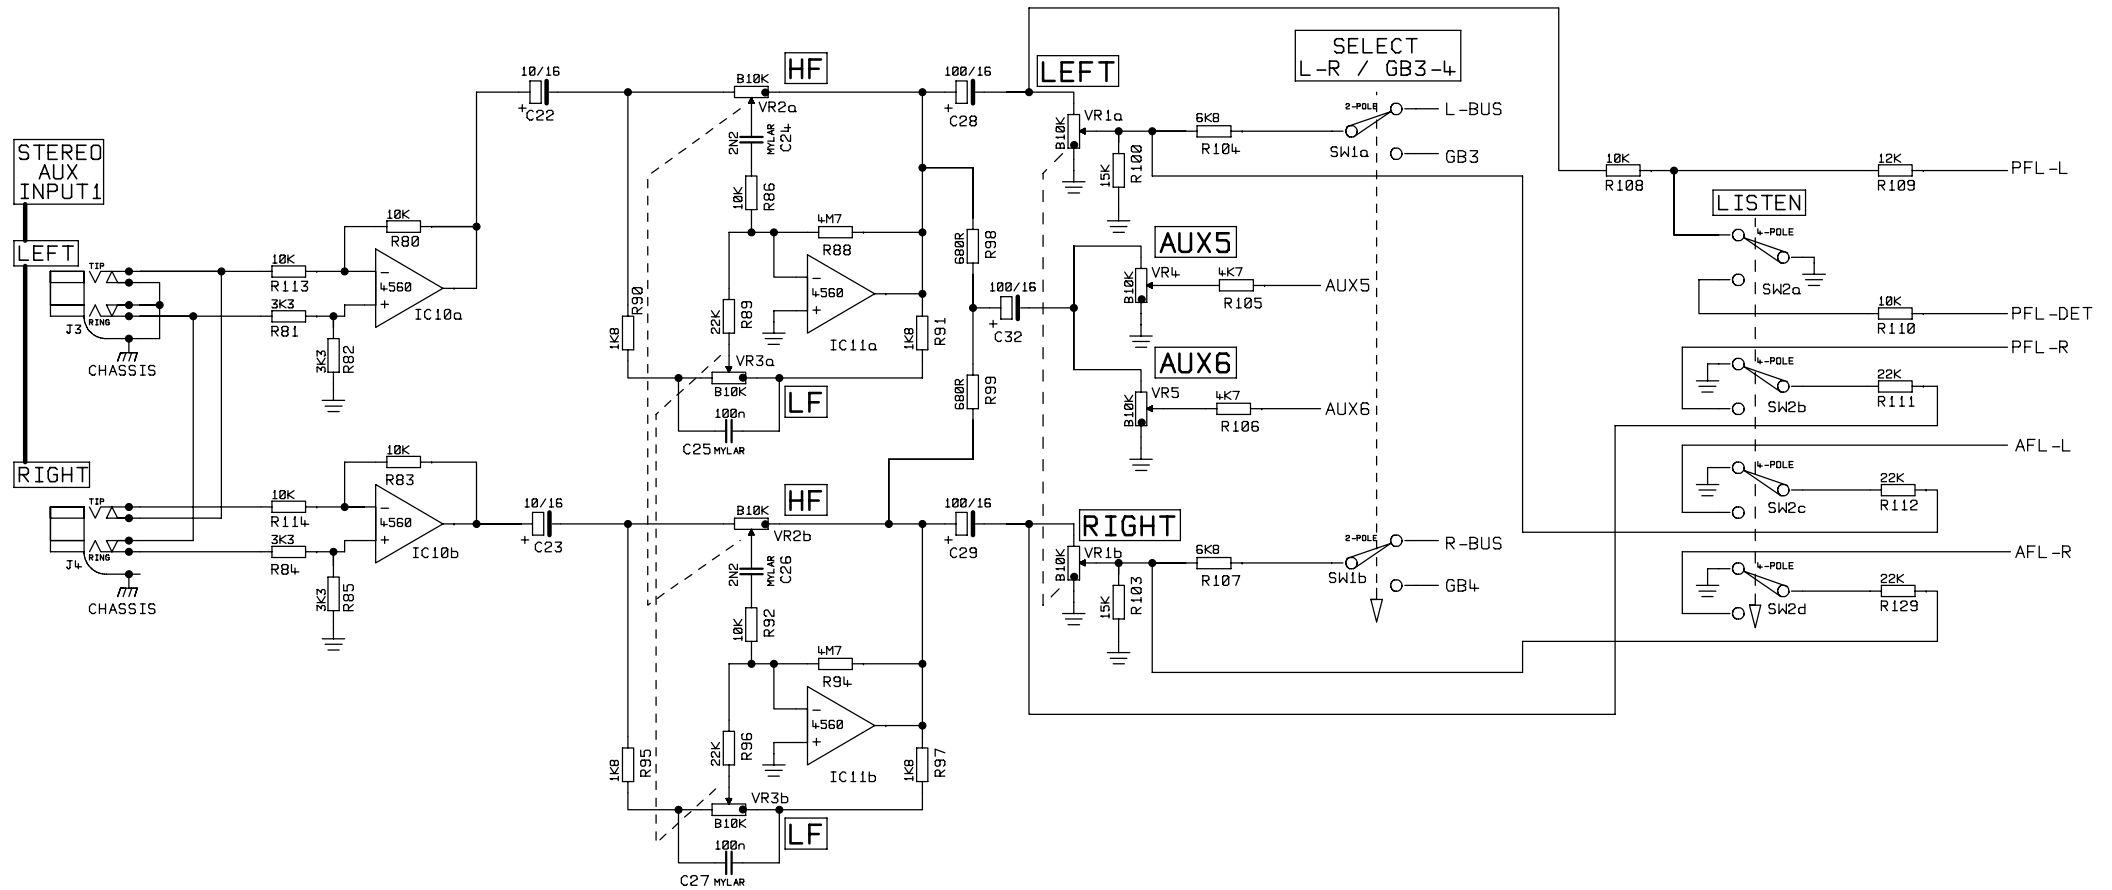 STEREO
AUX
INPUT1
LEFT
TIP
RING
J3
CHASSIS
RIGHT
TIP
RING
J4
CHASSIS
10K
R113
3K3
R81
3K3
R82
10K
R80
4560
IC10a
10K
R114
3K3
R84
3K3
R85
10K
R83
4560
IC10b
10/16
+
C22
10/16
+
C23
HF
B10K
VR2a
2N2
MYLAR
C24
10K
R86
4M7
R88
4560
IC11a
22K
R89
1K8
R90
1K8
R91
VR3a
B10K
LF
100n
C25 MYLAR
HF
B10K
VR2b
2N2
MYLAR
C26
10K
R92
4M7
R94
4560
IC11b
22K
R96
1K8
R95
1K8
R97
VR3b
B10K
LF
100n
C27 MYLAR
100/16
+
C28
680R
R98
100/16
+
C32
680R
R99
100/16
+
C29
LEFT
B10K
VR1a
15K
R100
6K8
R104
AUX5
B10K
VR4
4K7
R105
AUX5
AUX6
B10K
VR5
4K7
R106
AUX6
RIGHT
B10K
VR1b
15K
R103
6K8
R107
SELECT
L-R / GB3-4
2-POLE
SW1a
L-BUS
GB3
2-POLE
SW1b
R-BUS
GB4
10K
R108
12K
R109
PFL-L
LISTEN
4-POLE
SW2a
10K
R110
PFL-DET
PFL-R
4-POLE
SW2b
22K
R111
AFL-L
4-POLE
SW2c
22K
R112
AFL-R
4-POLE
SW2d
22K
R129